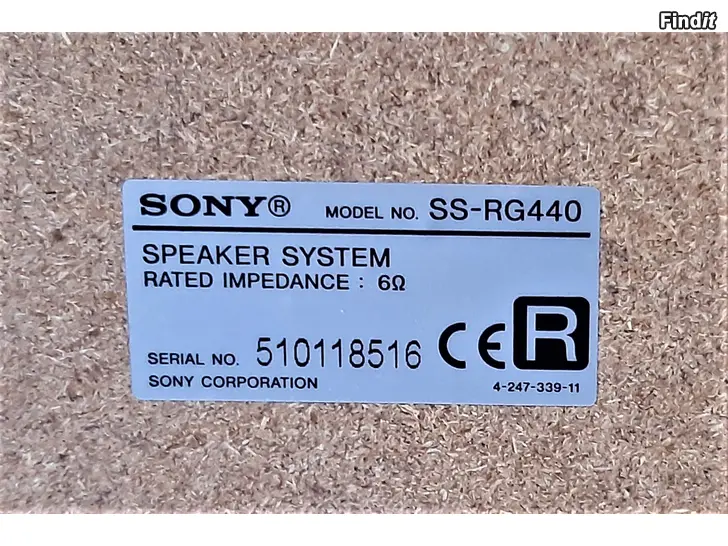 Findit
SONY® MODEL NO. SS-RG440
SPEAKER SYSTEM
RATED IMPEDANCE : 6Ω
SERIAL NO. 510118516 CE R
SONY CORPORATION 4-247-339-11